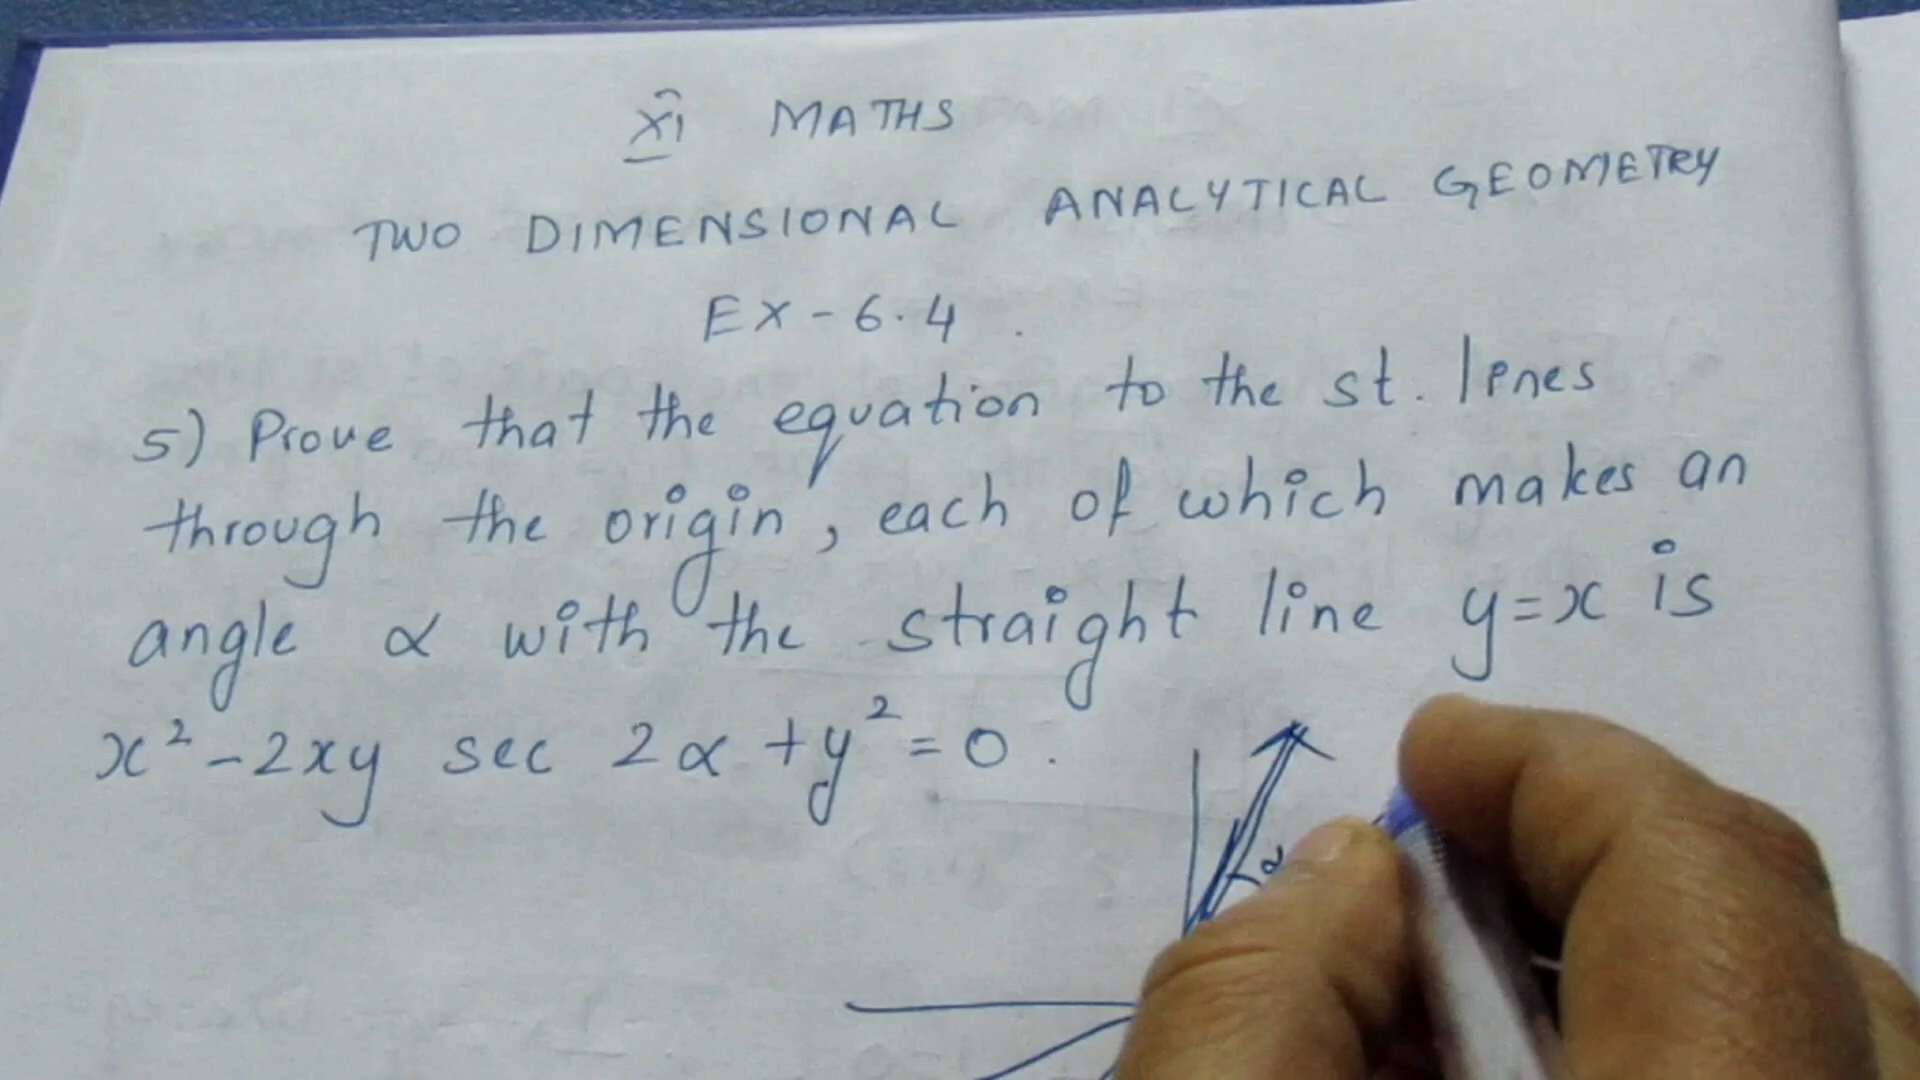 XI MATHS
TWO DIMENSIONAL ANALYTICAL GEOMETRY
EX - 6.4
5) Prove that the equation to the st. lines
through the origin, each of which makes an
angle α with the straight line y=x is
x² - 2xy sec 2α + y² = 0.
α